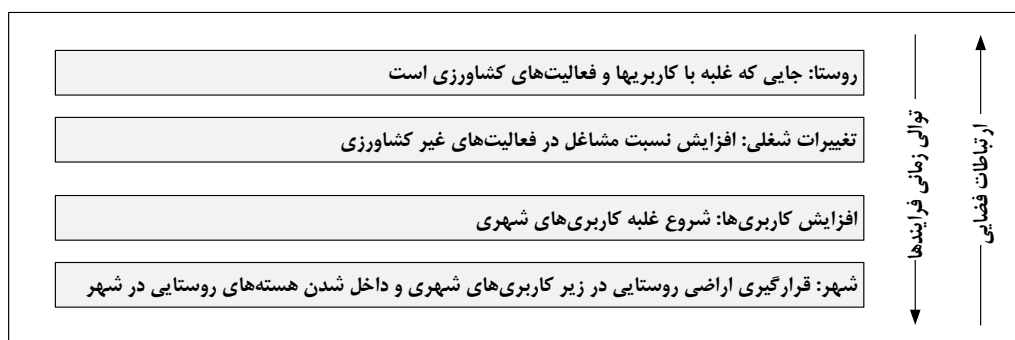 روستا: جایی که غلبه با کاربریها و فعالیت‌های کشاورزی است
تغییرات شغلی: افزایش نسبت مشاغل در فعالیت‌های غیر کشاورزی
افزایش کاربری‌ها: شروع غلبه کاربری‌های شهری
شهر: قرارگیری اراضی روستایی در زیر کاربری‌های شهری و داخل شدن هسته‌های روستایی در شهر
توالی زمانی فرایندها
ارتباطات فضایی